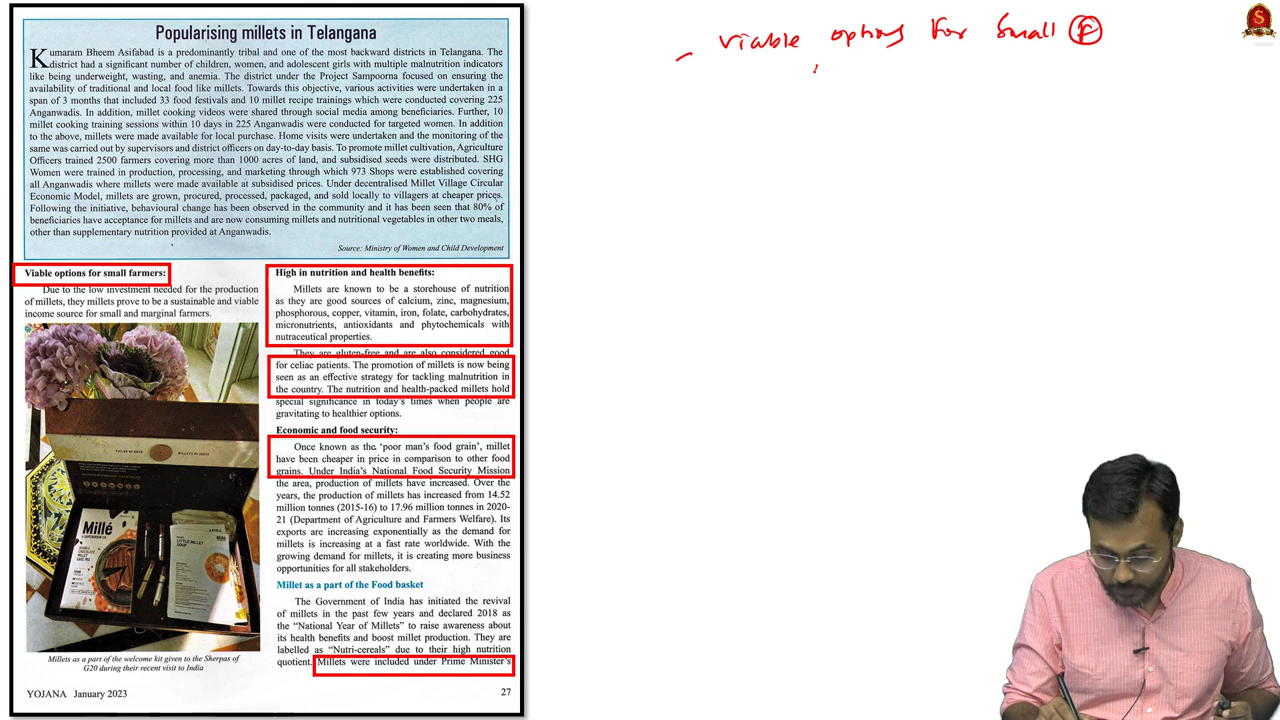 Popularising millets in Telangana
Kumaram Bheem Asifabad is a predominantly tribal and one of the most backward districts in Telangana. The
district had a significant number of children, women, and adolescent girls with multiple malnutrition indicators
like being underweight, wasting, and anemia. The district under the Project Sampoorna focused on ensuring the
availability of traditional and local food like millets. Towards this objective, various activities were undertaken in a
span of 3 months that included 33 food festivals and 10 millet recipe trainings which were conducted covering 225
Anganwadis. In addition, millet cooking videos were shared through social media among beneficiaries. Further, 10
millet cooking training sessions within 10 days in 225 Anganwadis were conducted for targeted women. In addition
to the above, millets were made available for local purchase. Home visits were undertaken and the monitoring of the
same was carried out by supervisors and district officers on day-to-day basis. To promote millet cultivation, Agriculture
Officers trained 2500 farmers covering more than 1000 acres of land, and subsidised seeds were distributed. SHG
Women were trained in production, processing, and marketing through which 973 Shops were established covering
all Anganwadis where millets were made available at subsidised prices. Under decentralised Millet Village Circular
Economic Model, millets are grown, procured, processed, packaged, and sold locally to villagers at cheaper prices.
Following the initiative, behavioural change has been observed in the community and it has been seen that 80% of
beneficiaries have acceptance for millets and are now consuming millets and nutritional vegetables in other two meals,
other than supplementary nutrition provided at Anganwadis.
Source: Ministry of Women and Child Development
Viable options for small farmers:
Due to the low investment needed for the production
of millets, they millets prove to be a sustainable and viable
income source for small and marginal farmers.
Millé
LITTLE MILLET
SOUP
Millets as a part of the welcome kit given to the Sherpas of
G20 during their recent visit to India
High in nutrition and health benefits:
Millets are known to be a storehouse of nutrition
as they are good sources of calcium, zinc, magnesium,
phosphorous, copper, vitamin, iron, folate, carbohydrates,
micronutrients, antioxidants and phytochemicals with
nutraceutical properties.
They are gluten-free and are also considered good
for celiac patients. The promotion of millets is now being
seen as an effective strategy for tackling malnutrition in
the country. The nutrition and health-packed millets hold
special significance in today's times when people are
gravitating to healthier options.
Economic and food security:
Once known as the 'poor man's food grain', millet
have been cheaper in price in comparison to other food
grains. Under India's National Food Security Mission
the area, production of millets have increased. Over the
years, the production of millets has increased from 14.52
million tonnes (2015-16) to 17.96 million tonnes in 2020-
21 (Department of Agriculture and Farmers Welfare). Its
exports are increasing exponentially as the demand for
millets is increasing at a fast rate worldwide. With the
growing demand for millets, it is creating more business
opportunities for all stakeholders.
Millet as a part of the Food basket
The Government of India has initiated the revival
of millets in the past few years and declared 2018 as
the "National Year of Millets" to raise awareness about
its health benefits and boost millet production. They are
labelled as "Nutri-cereals" due to their high nutrition
quotient. Millets were included under Prime Minister's
YOJANA January 2023
27
- Viable options for Small F
S